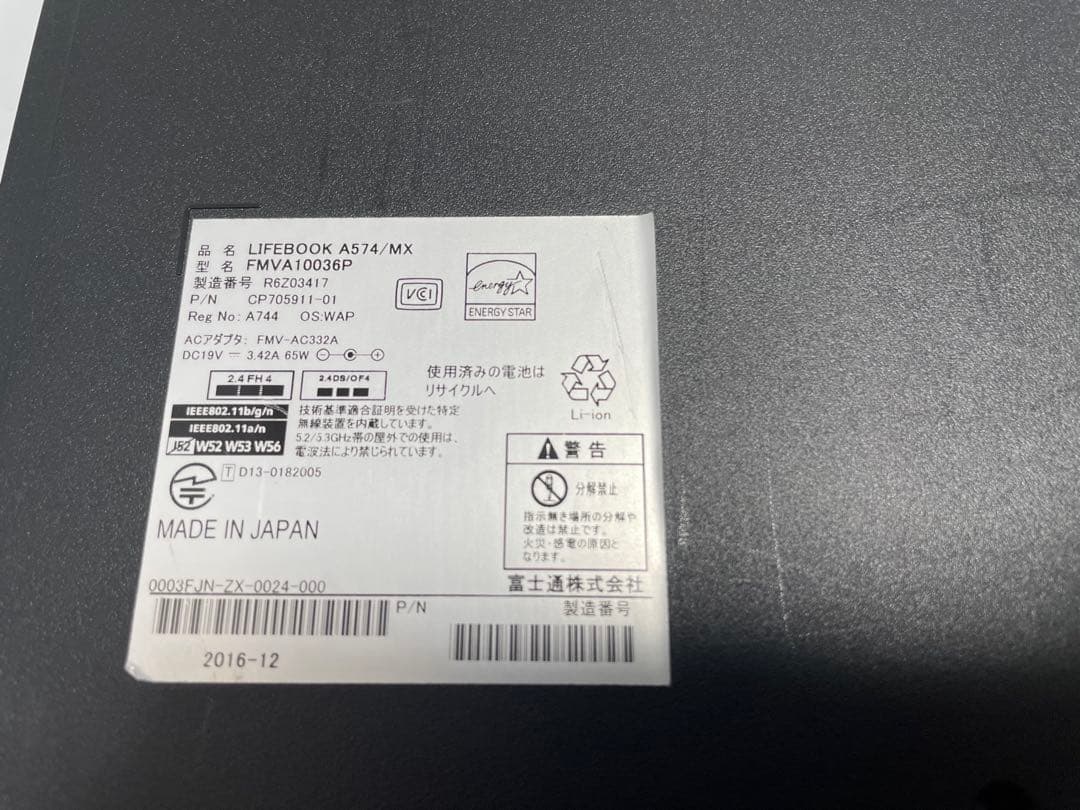 品名 LIFEBOOK A574/MX
型名 FMVA10036P
製造番号 R6Z03417
P/N CP705911-01
Reg No: A744 OS:WAP
VCI
energy
ENERGY STAR
ACアダプタ: FMV-AC332A
DC19V 3.42A 65W
2.4FH4
2.4DS/OF4
使用済みの電池は
リサイクルへ
Li-ion
IEEE802.11b/g/n
IEEE802.11a/n
J52 W52 W53 W56
技術基準適合証明を受けた特定
無線装置を内蔵しています。
5.2/5.3GHz帯の屋外での使用は、
電波法により禁じられています。
T D13-0182005
MADE IN JAPAN
警告
分解禁止
指示無き場所の分解や
改造は禁止です。
火災・感電の原因と
なります。
0003FJN-ZX-0024-000
富士通株式会社
P/N
製造番号
2016-12